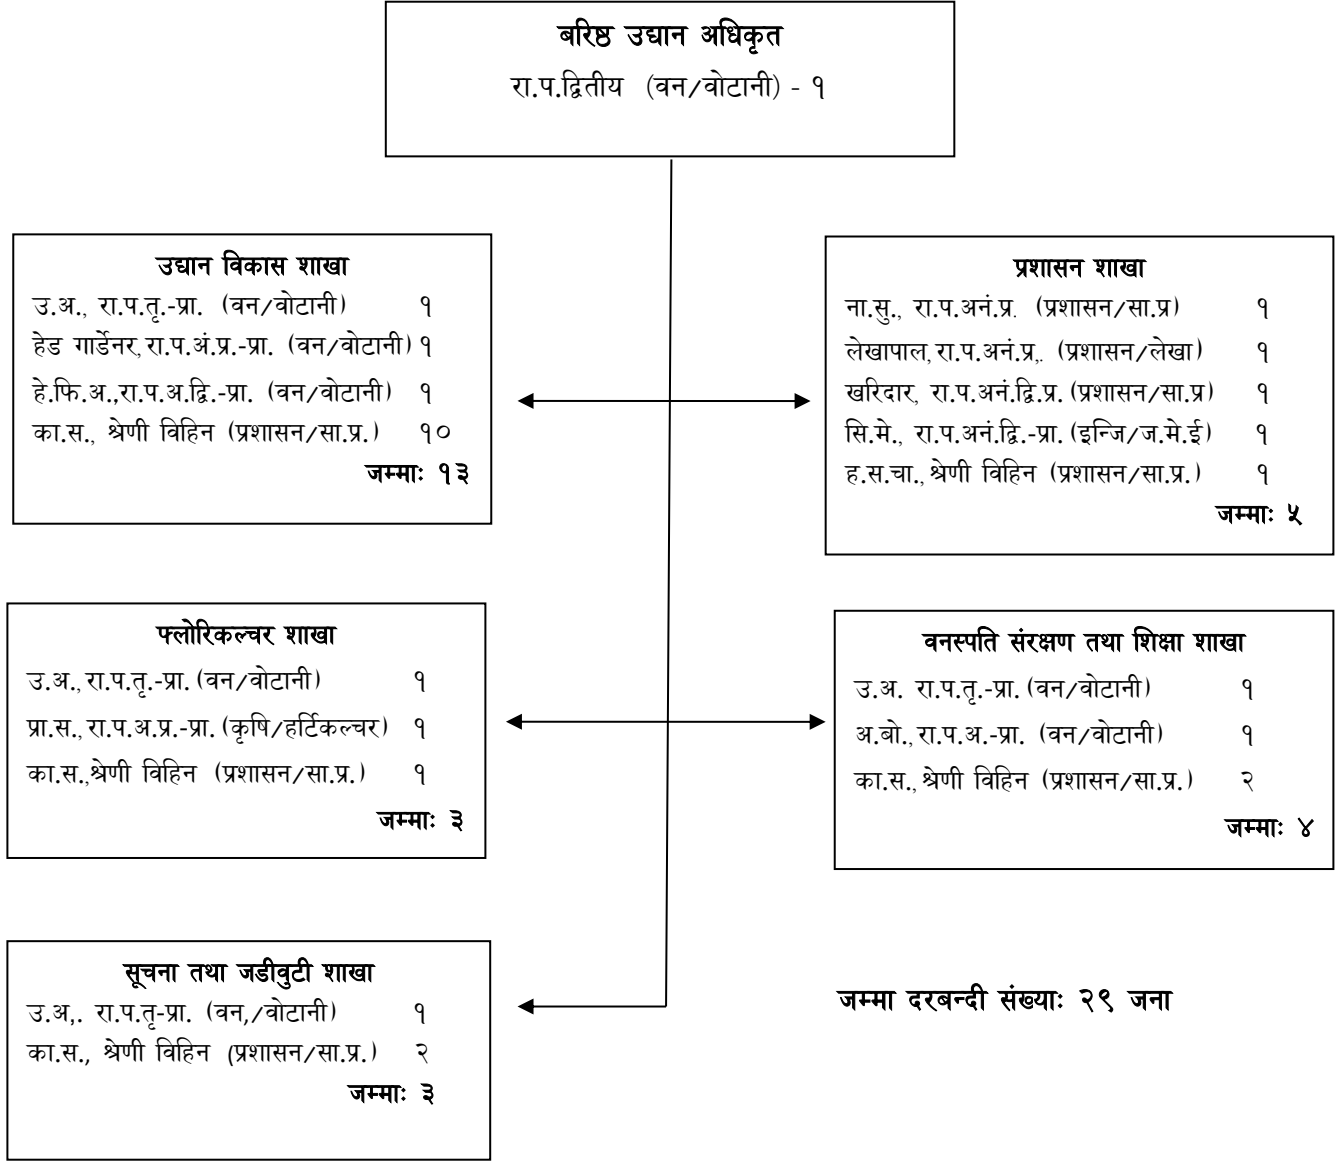 बरिष्ठ उद्यान अधिकृत
रा.प.द्वितीय (वन/वोटानी) - १
उद्यान विकास शाखा
उ.अ., रा.प.तृ.-प्रा. (वन/वोटानी) १
हेड गार्डेनर,रा.प.अं.प्र.-प्रा. (वन/वोटानी) १
हे.फि.अ.,रा.प.अ.द्वि.-प्रा. (वन/वोटानी) १
का.स., श्रेणी विहिन (प्रशासन/सा.प्र.) १०
जम्माः १३
प्रशासन शाखा
ना.सु., रा.प.अनं.प्र. (प्रशासन/सा.प्र) १
लेखापाल,रा.प.अनं.प्र,. (प्रशासन/लेखा) १
खरिदार, रा.प.अनं.द्वि.प्र. (प्रशासन/सा.प्र) १
सि.मे., रा.प.अनं.द्वि.-प्रा. (इन्जि/ज.मे.ई) १
ह.स.चा., श्रेणी विहिन (प्रशासन/सा.प्र.) १
जम्माः ५
फ्लोरिकल्चर शाखा
उ.अ., रा.प.तृ.-प्रा. (वन/वोटानी) १
प्रा.स., रा.प.अ.प्र.-प्रा. (कृषि/हर्टिकल्चर) १
का.स.,श्रेणी विहिन (प्रशासन/सा.प्र.) १
जम्माः ३
वनस्पति संरक्षण तथा शिक्षा शाखा
उ.अ. रा.प.तृ.-प्रा. (वन/वोटानी) १
अ.बो., रा.प.अ.-प्रा. (वन/वोटानी) १
का.स., श्रेणी विहिन (प्रशासन/सा.प्र.) २
जम्माः ४
सूचना तथा जडीवुटी शाखा
उ.अ,. रा.प.तृ-प्रा. (वन,/वोटानी) १
का.स., श्रेणी विहिन (प्रशासन/सा.प्र.) २
जम्माः ३
जम्मा दरबन्दी संख्याः २९ जना